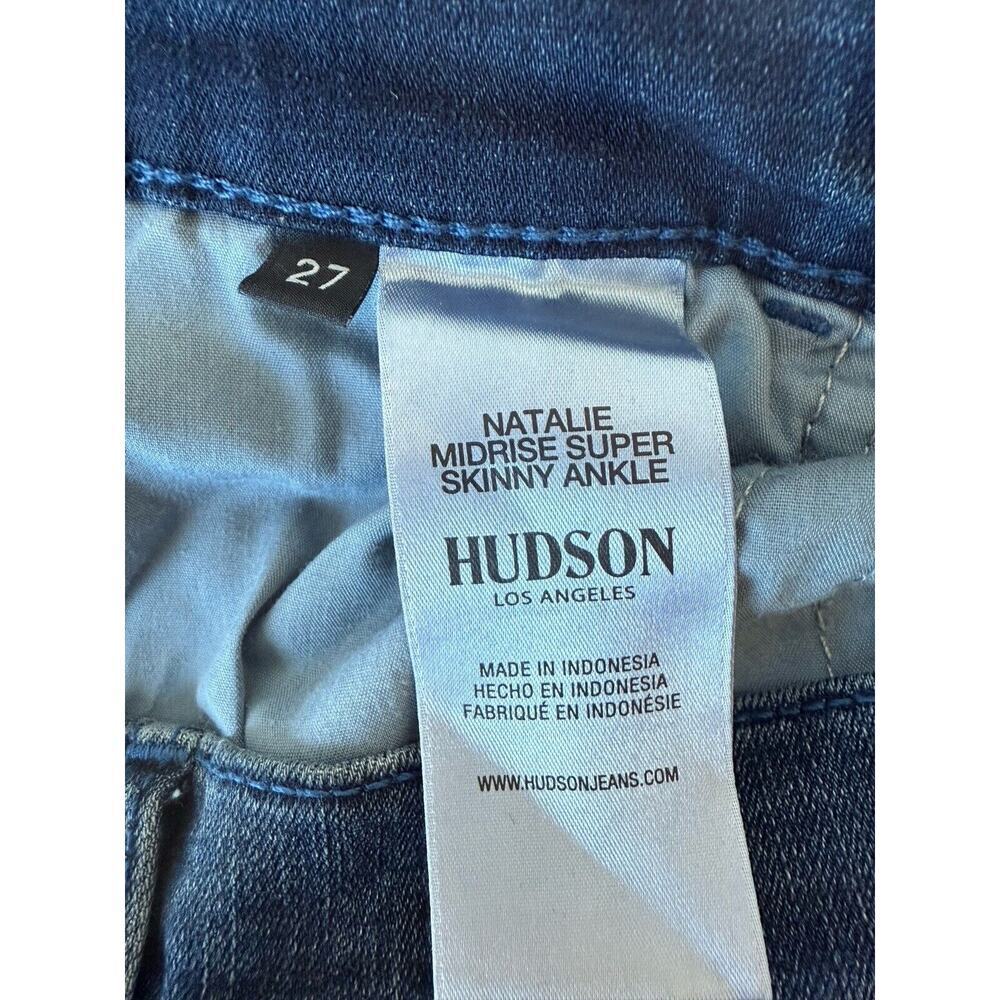 27
NATALIE
MIDRISE SUPER
SKINNY ANKLE
HUDSON
LOS ANGELES
MADE IN INDONESIA
HECHO EN INDONESIA
FABRIQUÉ EN INDONÉSIE
WWW.HUDSONJEANS.COM